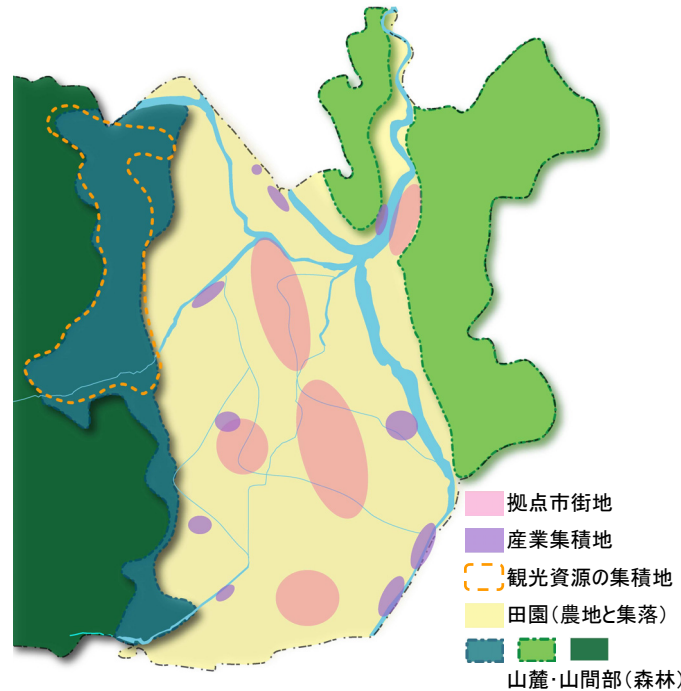 拠点市街地
産業集積地
観光資源の集積地
田園(農地と集落)
山麓・山間部(森林)